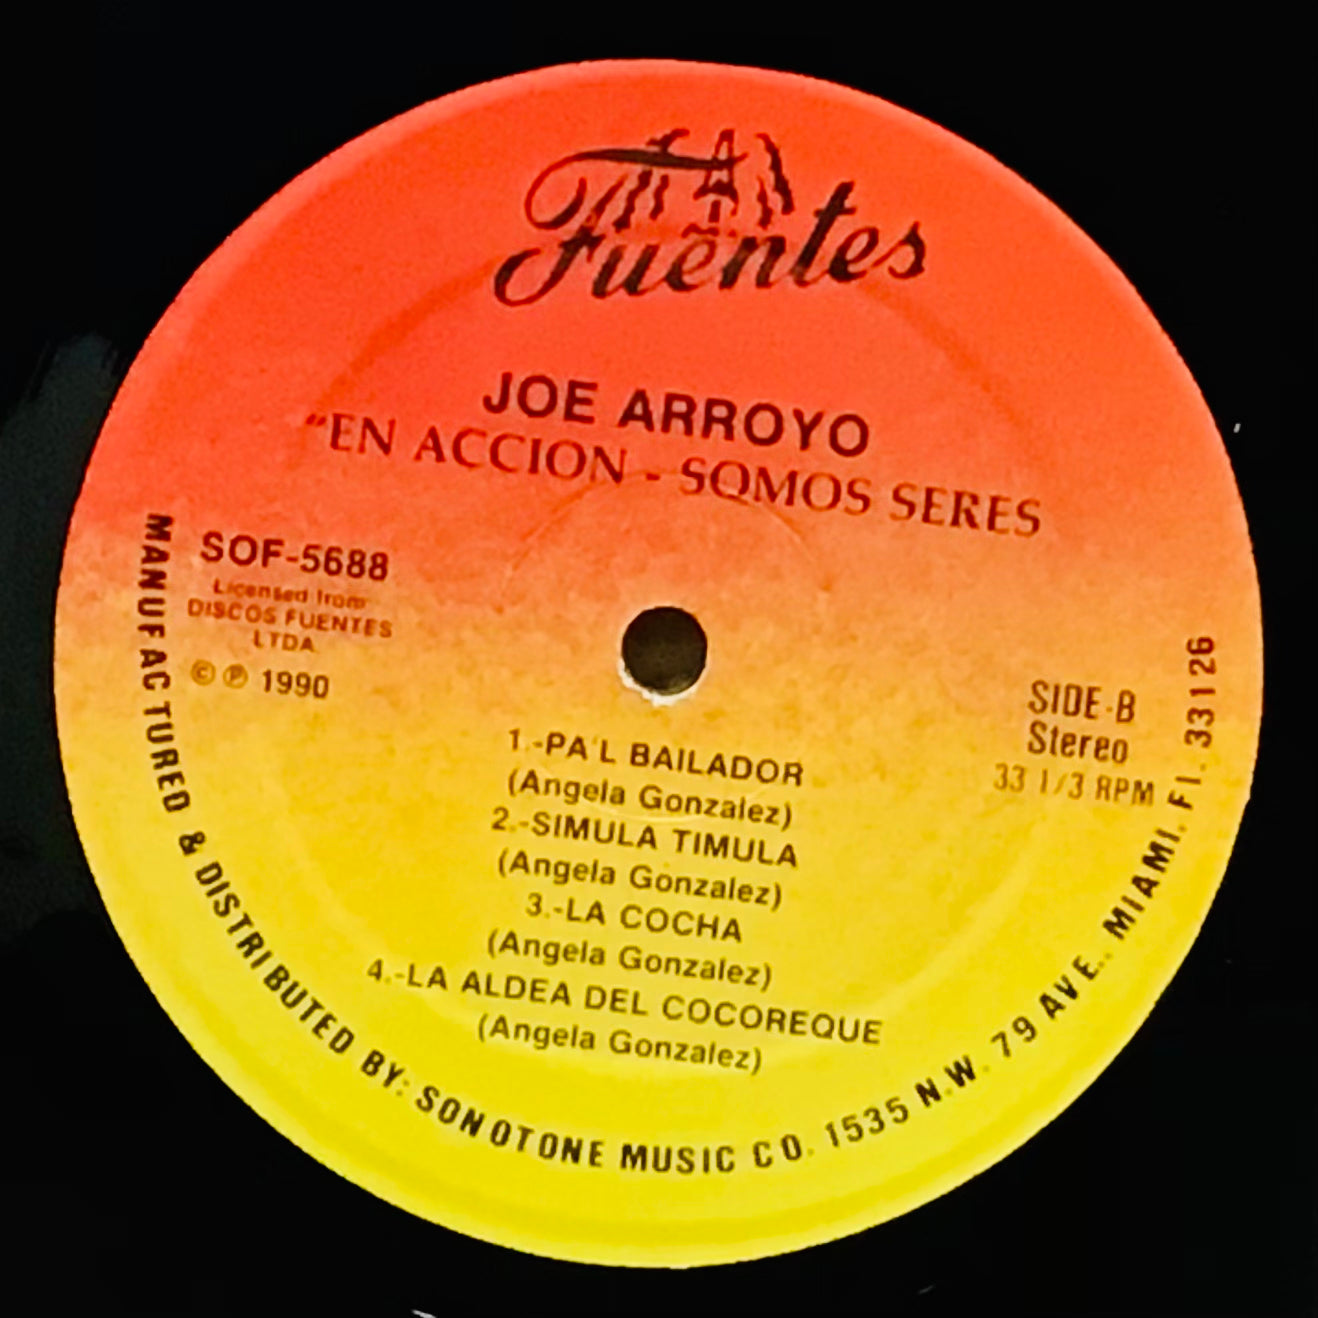 Fuentes
JOE ARROYO
"EN ACCION - SOMOS SERES
SOF-5688
Licensed from
DISCOS FUENTES
LTDA.
© ℗ 1990
SIDE-B
Stereo
33 1/3 RPM
1.-PA'L BAILADOR
(Angela Gonzalez)
2.-SIMULA TIMULA
(Angela Gonzalez)
3.-LA COCHA
(Angela Gonzalez)
4.-LA ALDEA DEL COCOREQUE
(Angela Gonzalez)
MANUFACTURED & DISTRIBUTED BY: SONOTONE MUSIC CO. 1535 N.W. 79 AVE.. MIAMI. Fl. 33126